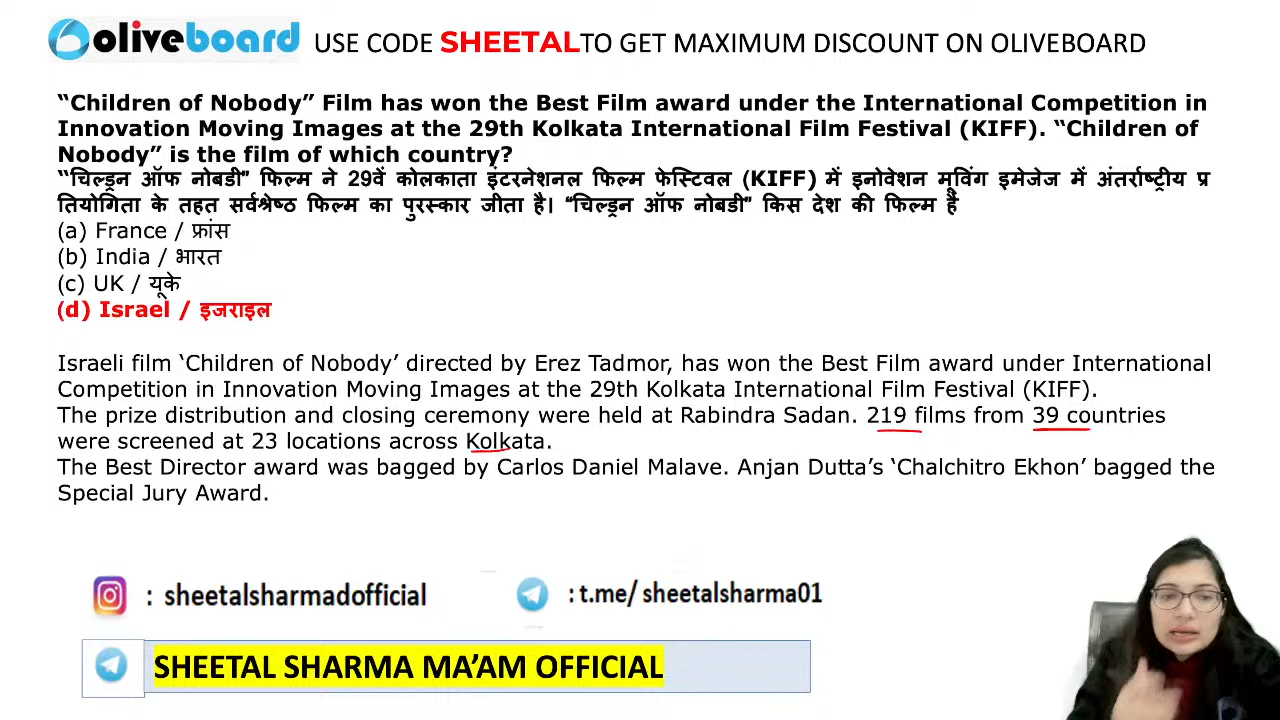 oliveboard USE CODE SHEETAL TO GET MAXIMUM DISCOUNT ON OLIVEBOARD
“Children of Nobody” Film has won the Best Film award under the International Competition in
Innovation Moving Images at the 29th Kolkata International Film Festival (KIFF). “Children of
Nobody” is the film of which country?
“चिल्ड्रन ऑफ नोबडी” फिल्म ने 29वें कोलकाता इंटरनेशनल फिल्म फेस्टिवल (KIFF) में इनोवेशन मूविंग इमेजेज में अंतर्राष्ट्रीय प्र
तियोगिता के तहत सर्वश्रेष्ठ फिल्म का पुरस्कार जीता है। “चिल्ड्रन ऑफ नोबडी” किस देश की फिल्म है
(a) France / फ्रांस
(b) India / भारत
(c) UK / यूके
(d) Israel / इजराइल
Israeli film ‘Children of Nobody’ directed by Erez Tadmor, has won the Best Film award under International
Competition in Innovation Moving Images at the 29th Kolkata International Film Festival (KIFF).
The prize distribution and closing ceremony were held at Rabindra Sadan. 219 films from 39 countries
were screened at 23 locations across Kolkata.
The Best Director award was bagged by Carlos Daniel Malave. Anjan Dutta’s ‘Chalchitro Ekhon’ bagged the
Special Jury Award.
: sheetalsharmadofficial : t.me/ sheetalsharma01
SHEETAL SHARMA MA’AM OFFICIAL